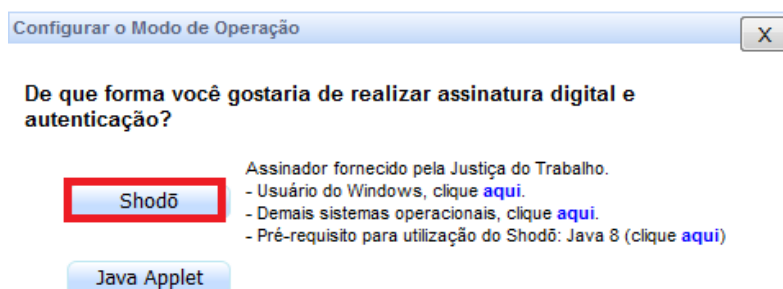 Configurar o Modo de Operação
X
De que forma você gostaria de realizar assinatura digital e
autenticação?
Shodō
Assinador fornecido pela Justiça do Trabalho.
- Usuário do Windows, clique aqui.
- Demais sistemas operacionais, clique aqui.
- Pré-requisito para utilização do Shodō: Java 8 (clique aqui)
Java Applet